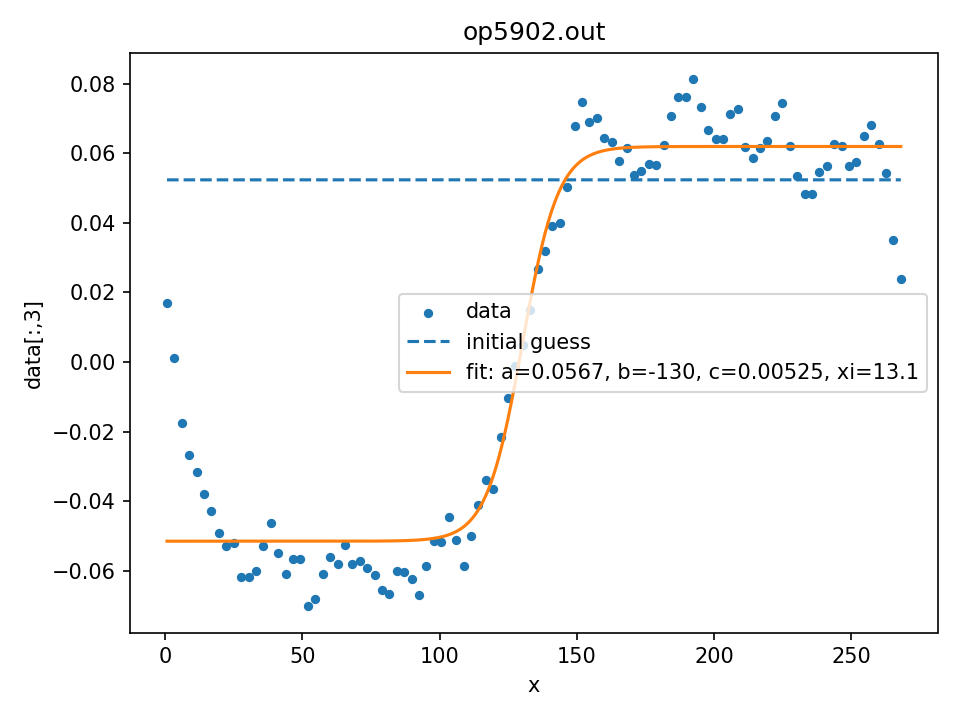 op5902.out
data[:,3]
0.08
0.06
0.04
0.02
0.00
−0.02
−0.04
−0.06
data
initial guess
fit: a=0.0567, b=-130, c=0.00525, xi=13.1
0 50 100 150 200 250
x